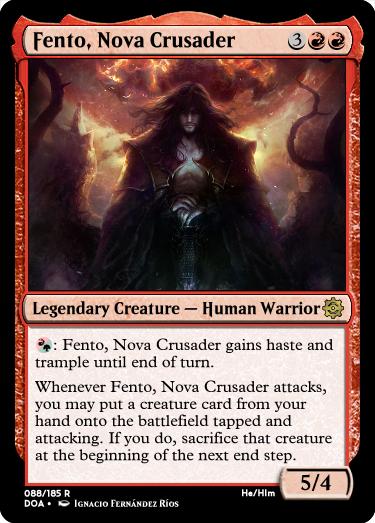 Fento, Nova Crusader 3
Legendary Creature — Human Warrior
: Fento, Nova Crusader gains haste and
trample until end of turn.
Whenever Fento, Nova Crusader attacks,
you may put a creature card from your
hand onto the battlefield tapped and
attacking. If you do, sacrifice that creature
at the beginning of the next end step.
5/4
088/185 R He/Him
DOA • Ignacio Fernández Ríos